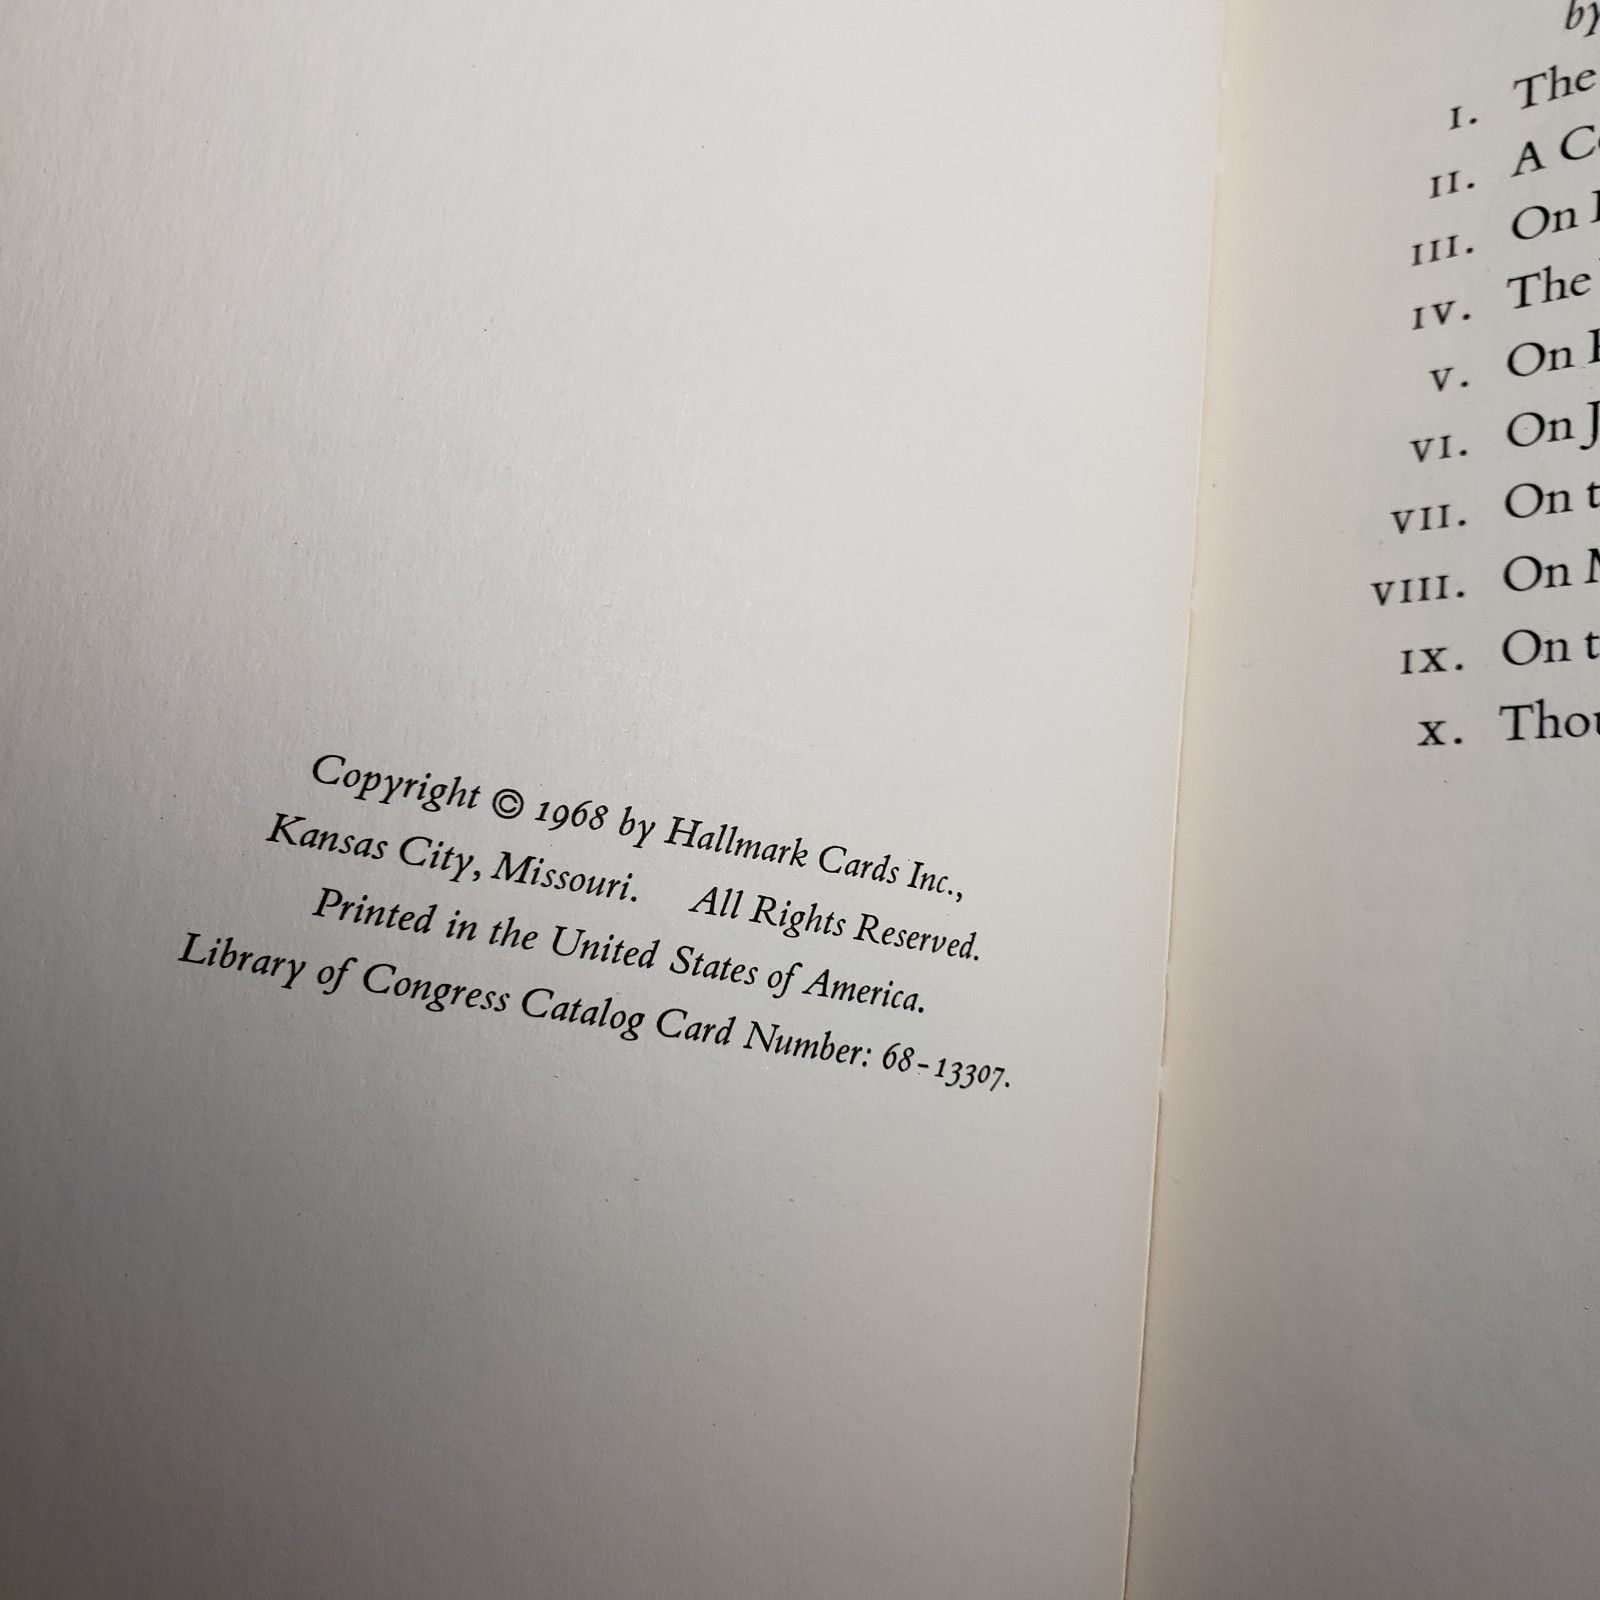 Copyright © 1968 by Hallmark Cards Inc.,
Kansas City, Missouri. All Rights Reserved.
Printed in the United States of America.
Library of Congress Catalog Card Number: 68-13307.
by
I. The
II. A
III. On
IV. The
V. On
VI. On
VII. On
VIII. On
IX. On
X.